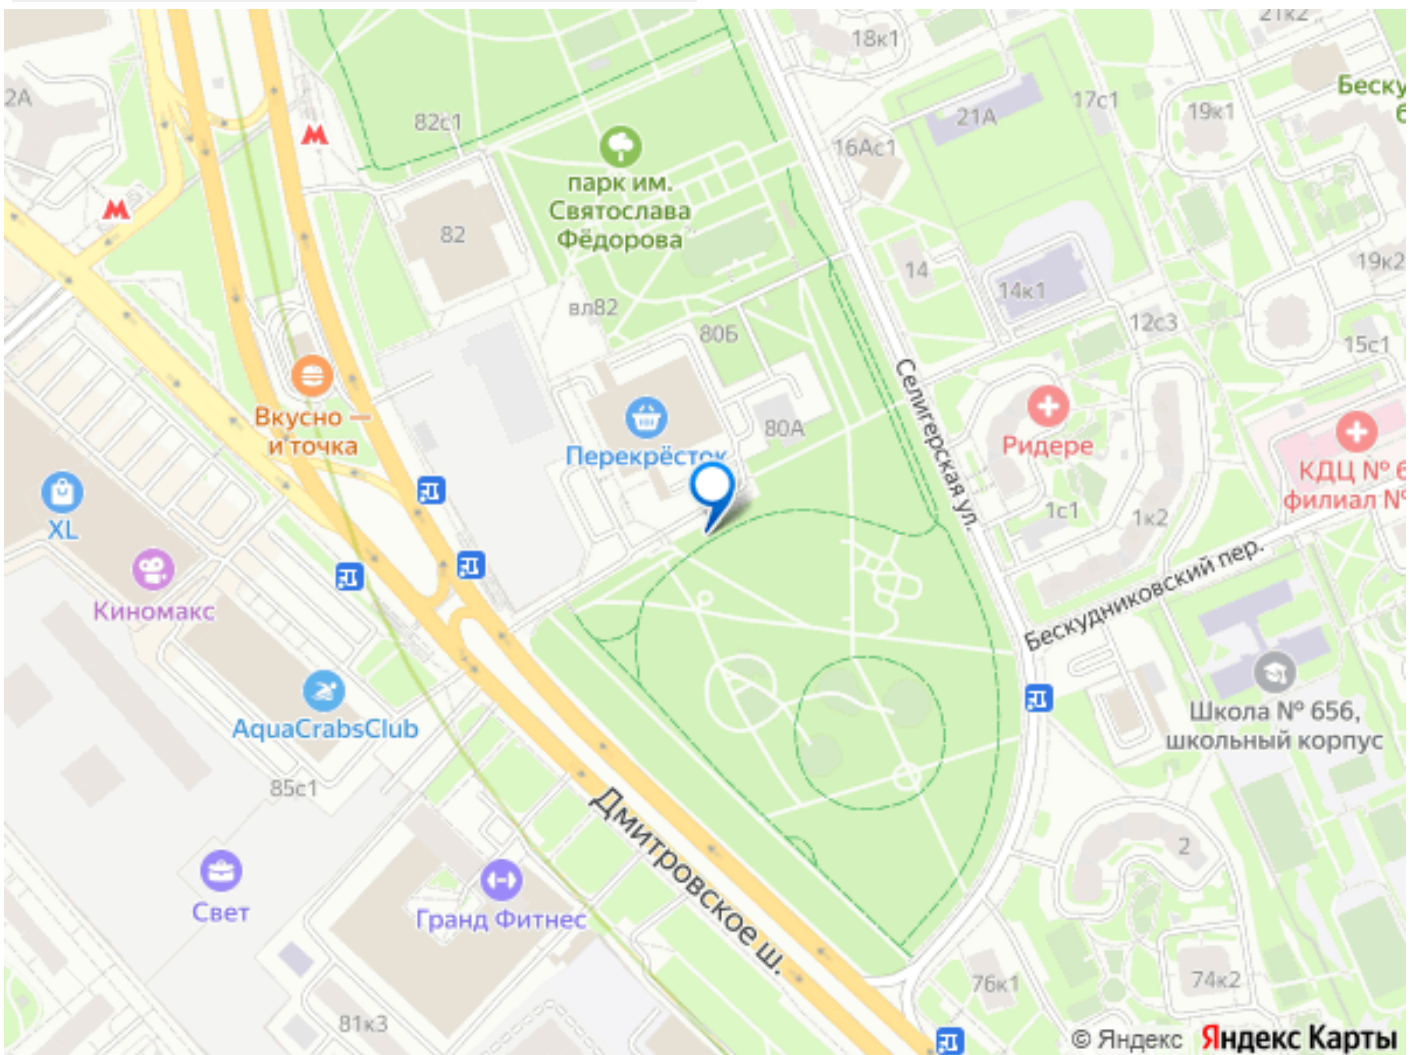 21к2
18к1
Беску
6
2А
17с1
82с1
21А
19к1
16Ас1
парк им.
Святослава
Фёдорова
82
14
19к2
14к1
вл82
12с3
80Б
15с1
Селигерская ул.
Вкусно —
и точка
80А
Перекрёсток
Ридере
КДЦ № 6
филиал №
XL
1с1
1к2
Бескудниковский пер.
Киномакс
Школа № 656,
школьный корпус
AquaCrabsClub
85с1
Дмитровское ш.
2
Свет
Гранд Фитнес
76к1
74к2
81к3
© Яндекс Яндекс Карты